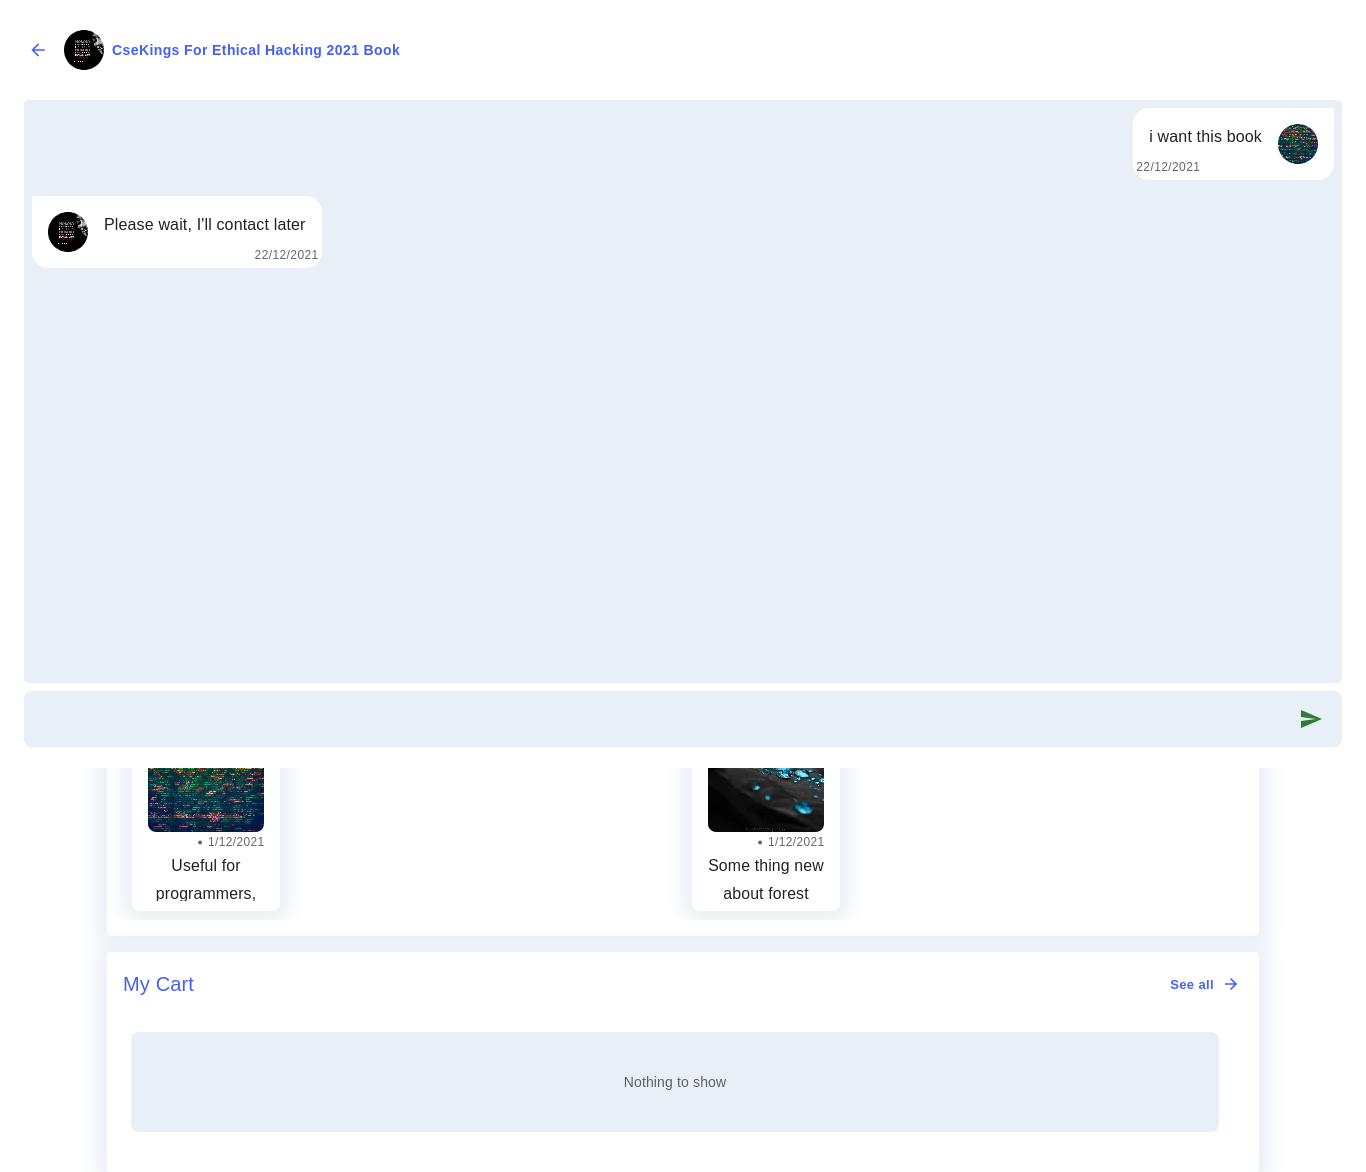 CseKings For Ethical Hacking 2021 Book
i want this book
22/12/2021
Please wait, I'll contact later
22/12/2021
• 1/12/2021
Useful for
programmers,
• 1/12/2021
Some thing new
about forest
My Cart
See all
Nothing to show